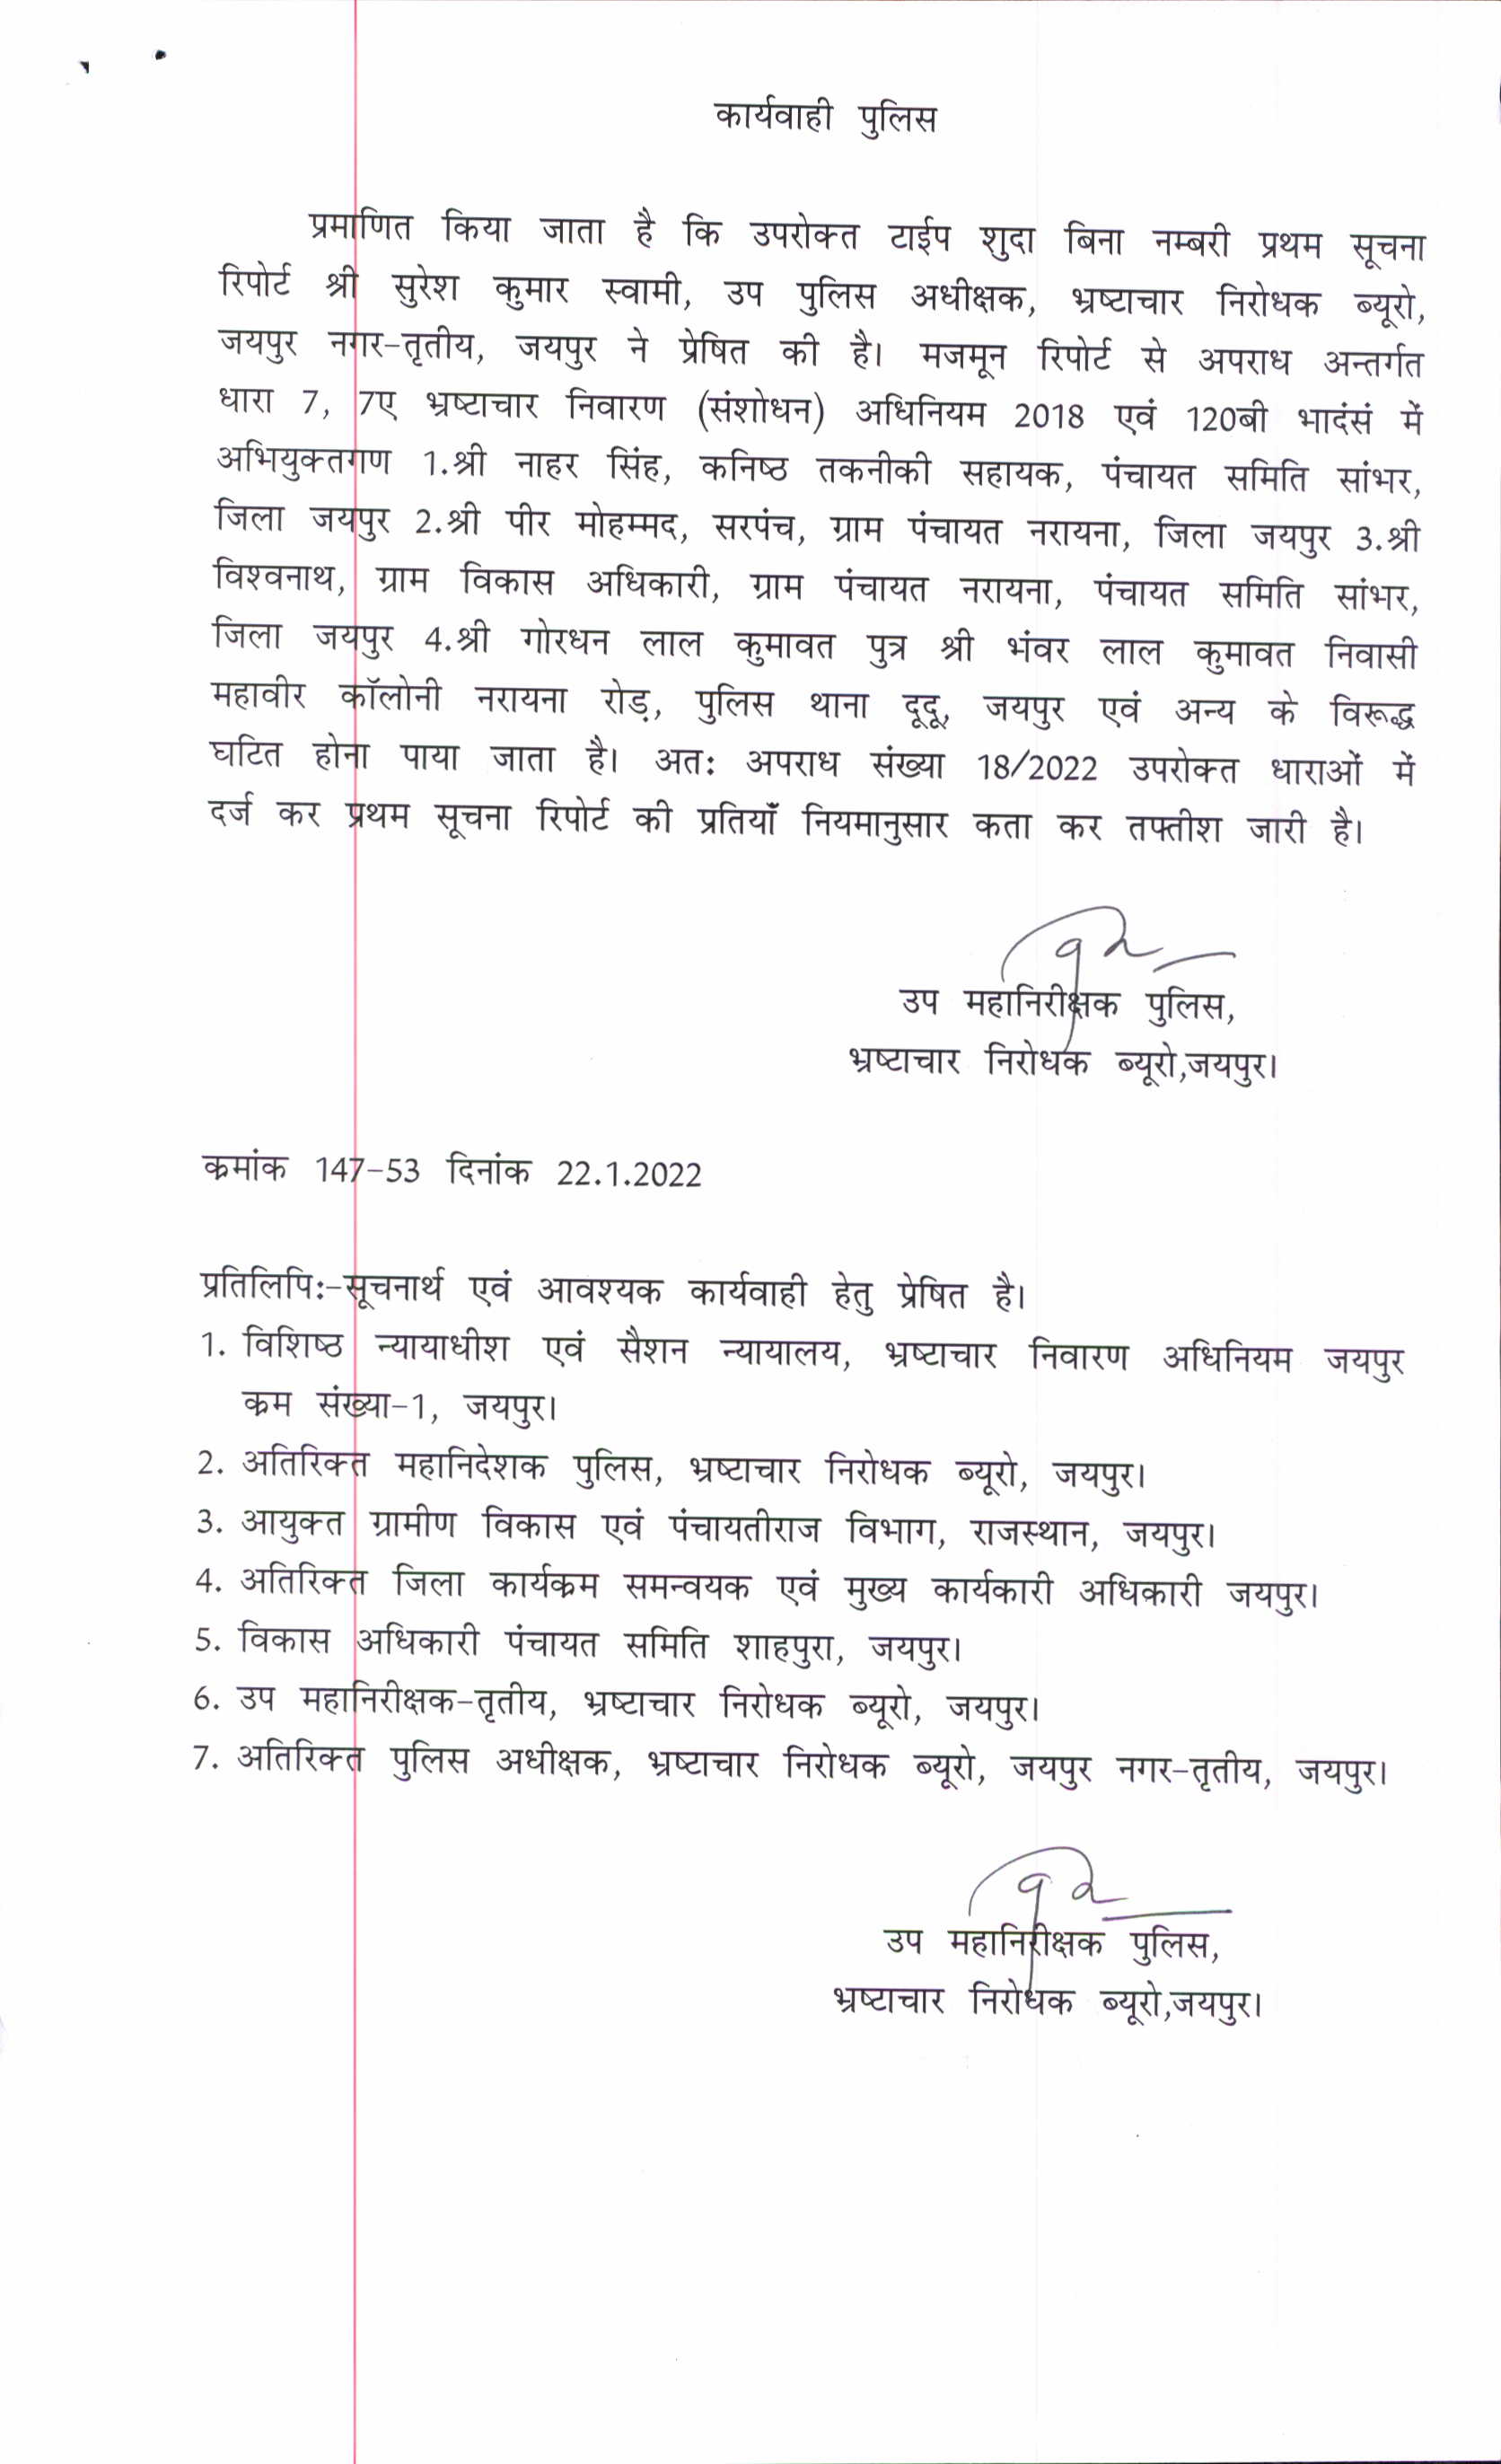 कार्यवाही पुलिस
प्रमाणित किया जाता है कि उपरोक्त टाईप शुदा बिना नम्बरी प्रथम सूचना
रिपोर्ट श्री सुरेश कुमार स्वामी, उप पुलिस अधीक्षक, भ्रष्टाचार निरोधक ब्यूरो,
जयपुर नगर-तृतीय, जयपुर ने प्रेषित की है। मजमून रिपोर्ट से अपराध अन्तर्गत
धारा 7, 7ए भ्रष्टाचार निवारण (संशोधन) अधिनियम 2018 एवं 120बी भादंसं में
अभियुक्तगण 1.श्री नाहर सिंह, कनिष्ठ तकनीकी सहायक, पंचायत समिति सांभर,
जिला जयपुर 2.श्री पीर मोहम्मद, सरपंच, ग्राम पंचायत नरायना, जिला जयपुर 3.श्री
विश्वनाथ, ग्राम विकास अधिकारी, ग्राम पंचायत नरायना, पंचायत समिति सांभर,
जिला जयपुर 4.श्री गोरधन लाल कुमावत पुत्र श्री भंवर लाल कुमावत निवासी
महावीर कॉलोनी नरायना रोड़, पुलिस थाना दूदू, जयपुर एवं अन्य के विरूद्ध
घटित होना पाया जाता है। अतः अपराध संख्या 18/2022 उपरोक्त धाराओं में
दर्ज कर प्रथम सूचना रिपोर्ट की प्रतियाँ नियमानुसार कता कर तफ्तीश जारी है।
उप महानिरीक्षक पुलिस,
भ्रष्टाचार निरोधक ब्यूरो,जयपुर।
क्रमांक 147-53 दिनांक 22.1.2022
प्रतिलिपिः-सूचनार्थ एवं आवश्यक कार्यवाही हेतु प्रेषित है।
1. विशिष्ठ न्यायाधीश एवं सैशन न्यायालय, भ्रष्टाचार निवारण अधिनियम जयपुर
क्रम संख्या-1, जयपुर।
2. अतिरिक्त महानिदेशक पुलिस, भ्रष्टाचार निरोधक ब्यूरो, जयपुर।
3. आयुक्त ग्रामीण विकास एवं पंचायतीराज विभाग, राजस्थान, जयपुर।
4. अतिरिक्त जिला कार्यक्रम समन्वयक एवं मुख्य कार्यकारी अधिकारी जयपुर।
5. विकास अधिकारी पंचायत समिति शाहपुरा, जयपुर।
6. उप महानिरीक्षक-तृतीय, भ्रष्टाचार निरोधक ब्यूरो, जयपुर।
7. अतिरिक्त पुलिस अधीक्षक, भ्रष्टाचार निरोधक ब्यूरो, जयपुर नगर-तृतीय, जयपुर।
उप महानिरीक्षक पुलिस,
भ्रष्टाचार निरोधक ब्यूरो,जयपुर।